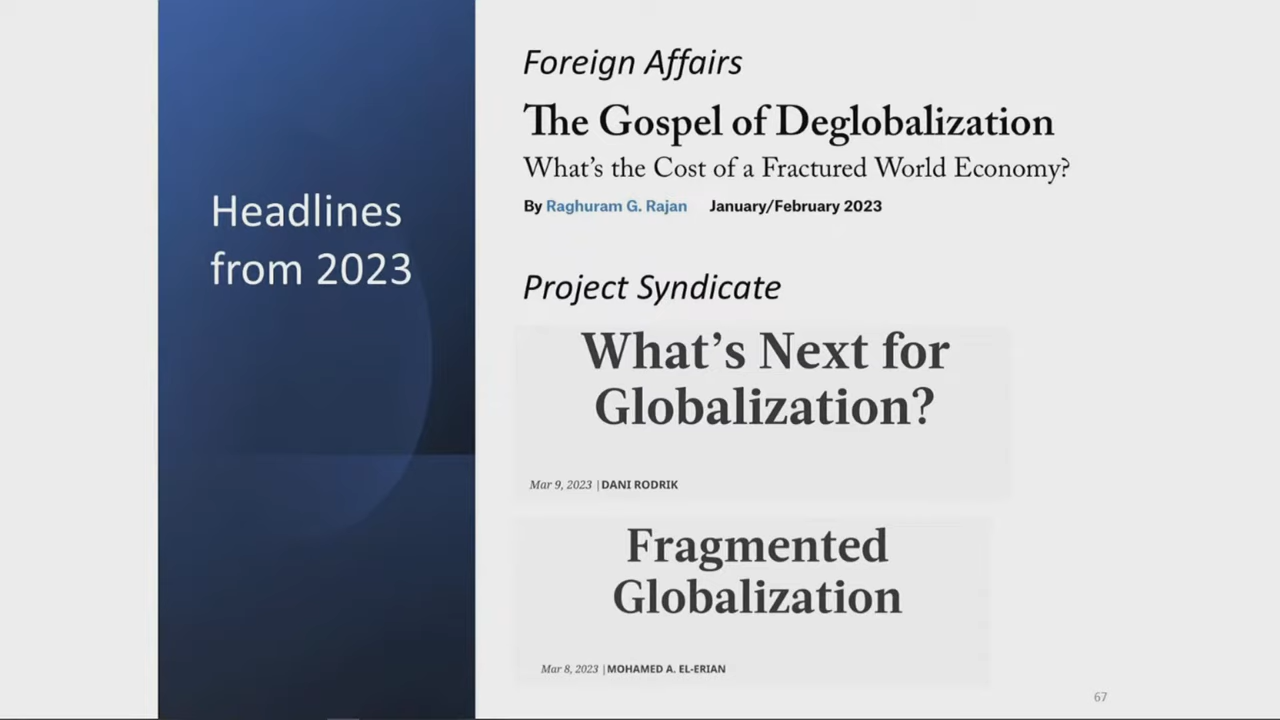 Headlines
from 2023
Foreign Affairs
The Gospel of Deglobalization
What's the Cost of a Fractured World Economy?
By Raghuram G. Rajan January/February 2023
Project Syndicate
What's Next for
Globalization?
Mar 9, 2023 | DANI RODRIK
Fragmented
Globalization
Mar 8, 2023 | MOHAMED A. EL-ERIAN
67